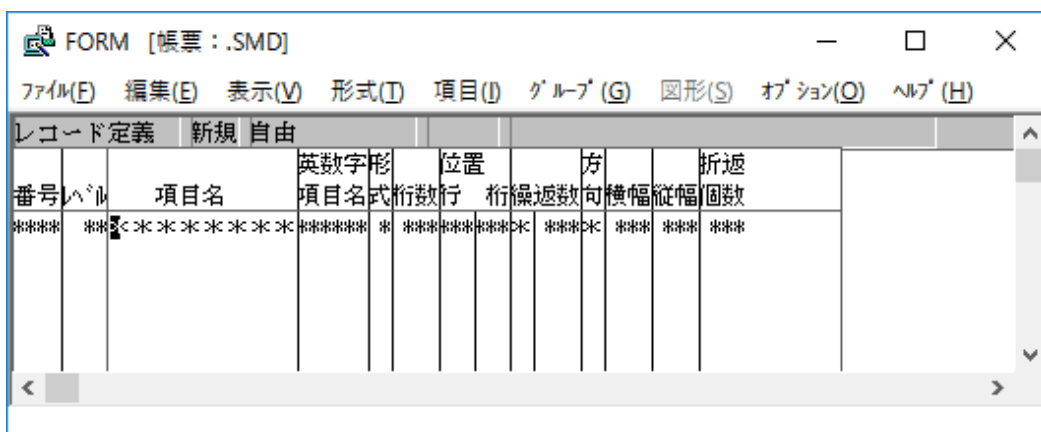 FORM [帳票:.SMD]
ファイル(F) 編集(E) 表示(V) 形式(T) 項目(I) グループ(G) 図形(S) オプション(O) ヘルプ(H)
レコード定義 新規 自由
英数字 形 位置 方 折返
番号 レベル 項目名 項目名 式 桁数 行 桁 繰返数 向 横幅 縦幅 個数
**** ** ******** ****** * *** *** *** * *** * *** *** ***